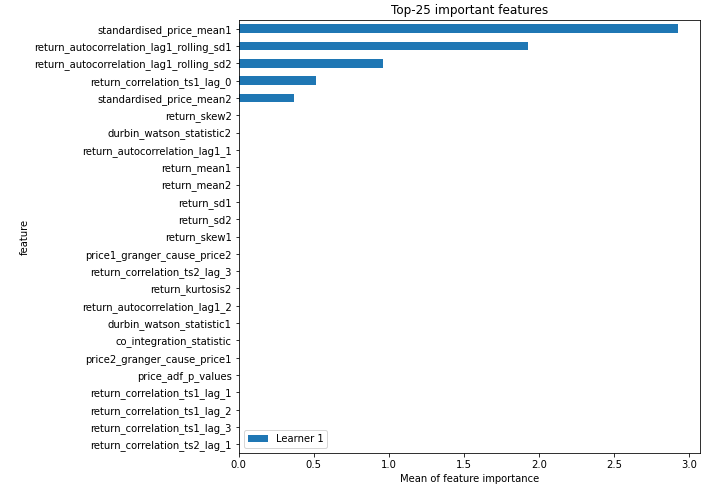 Top-25 important features
standardised_price_mean1
return_autocorrelation_lag1_rolling_sd1
return_autocorrelation_lag1_rolling_sd2
return_correlation_ts1_lag_0
standardised_price_mean2
return_skew2
durbin_watson_statistic2
return_autocorrelation_lag1_1
return_mean1
return_mean2
return_sd1
return_sd2
return_skew1
price1_granger_cause_price2
return_correlation_ts2_lag_3
return_kurtosis2
return_autocorrelation_lag1_2
durbin_watson_statistic1
co_integration_statistic
price2_granger_cause_price1
price_adf_p_values
return_correlation_ts1_lag_1
return_correlation_ts1_lag_2
return_correlation_ts1_lag_3
return_correlation_ts2_lag_1
feature
Learner 1
0.0 0.5 1.0 1.5 2.0 2.5 3.0
Mean of feature importance